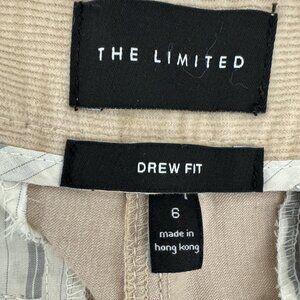 THE LIMITED
DREW FIT
6
made in
hong kong